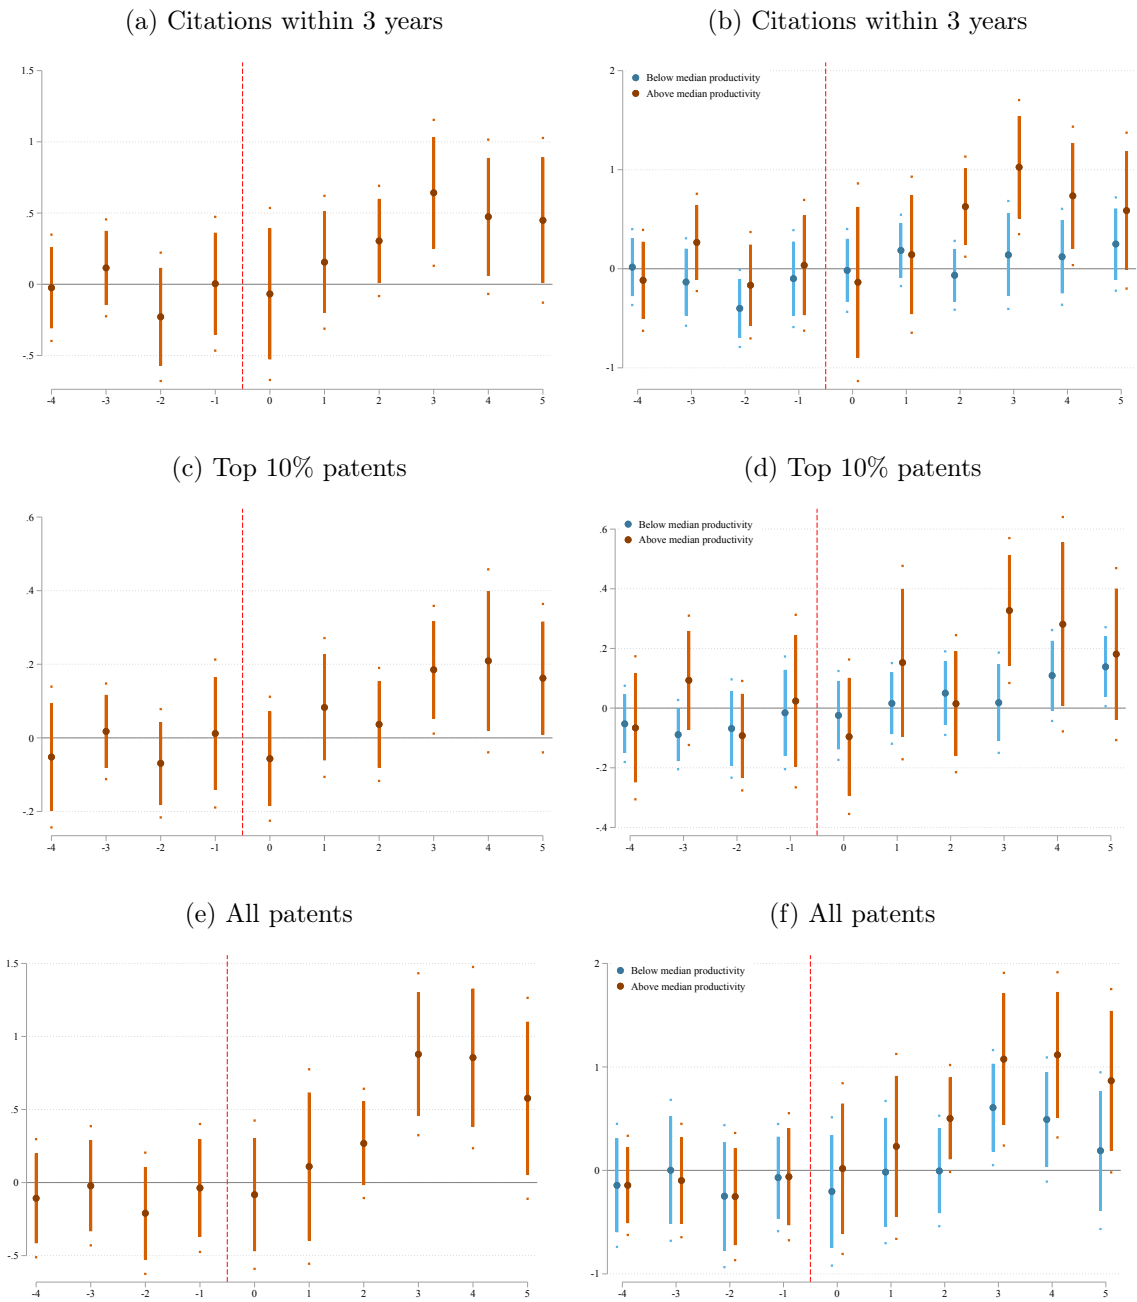 (a) Citations within 3 years
1.5
1
.5
0
-.5
-4 -3 -2 -1 0 1 2 3 4 5
(b) Citations within 3 years
Below median productivity
Above median productivity
2
1
0
-1
-4 -3 -2 -1 0 1 2 3 4 5
(c) Top 10% patents
.6
.4
.2
0
-.2
-4 -3 -2 -1 0 1 2 3 4 5
(d) Top 10% patents
Below median productivity
Above median productivity
.6
.4
.2
0
-.2
-.4
-4 -3 -2 -1 0 1 2 3 4 5
(e) All patents
1.5
1
.5
0
-.5
-4 -3 -2 -1 0 1 2 3 4 5
(f) All patents
Below median productivity
Above median productivity
2
1
0
-1
-4 -3 -2 -1 0 1 2 3 4 5